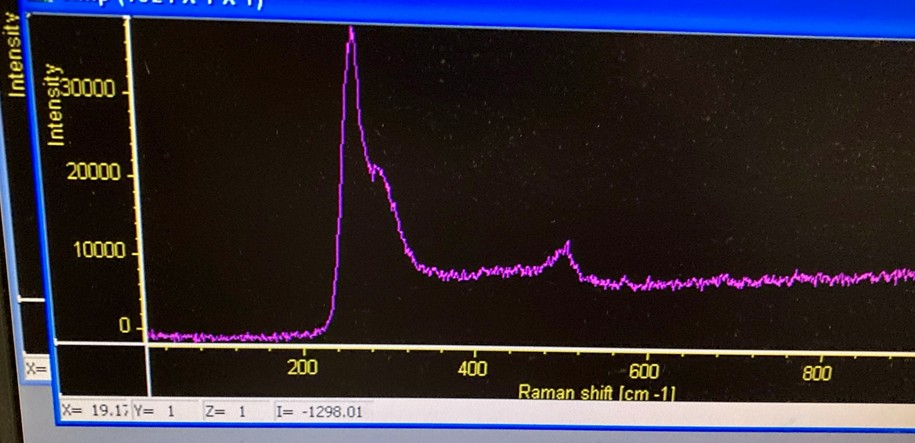 Intensity
Intensity
30000
20000
10000
0
200 400 600 800
Raman shift [cm -1]
X=
X= 19.17 Y= 1 Z= 1 I= -1298.01